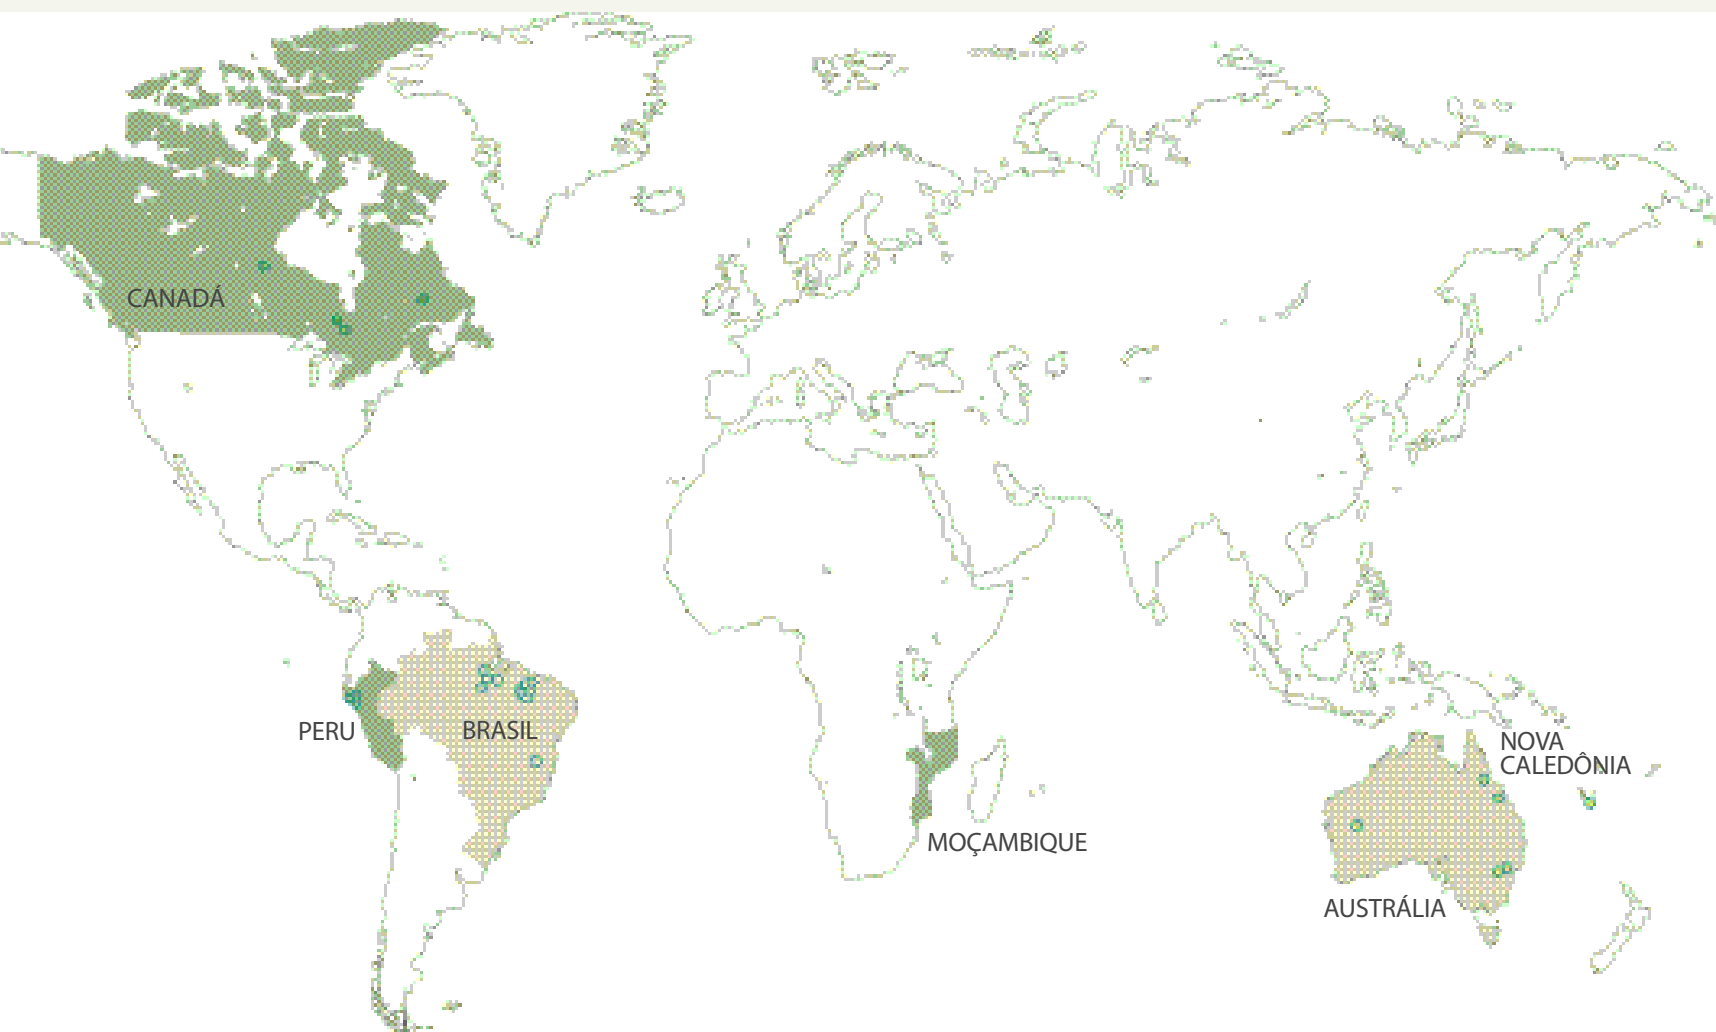 CANADÁ
PERU
BRASIL
NOVA
CALEDÔNIA
MOÇAMBIQUE
AUSTRÁLIA